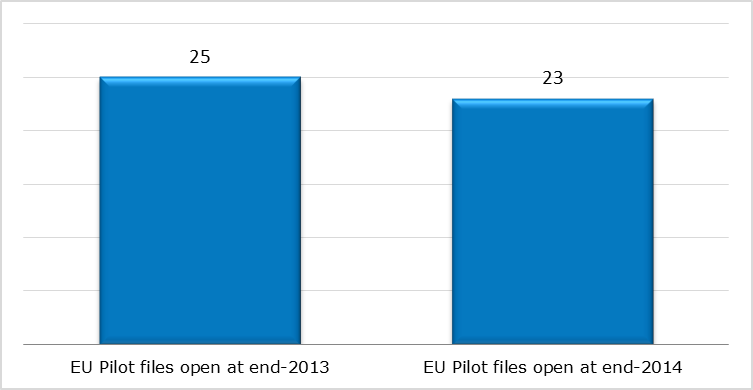 25
23
EU Pilot files open at end-2013
EU Pilot files open at end-2014